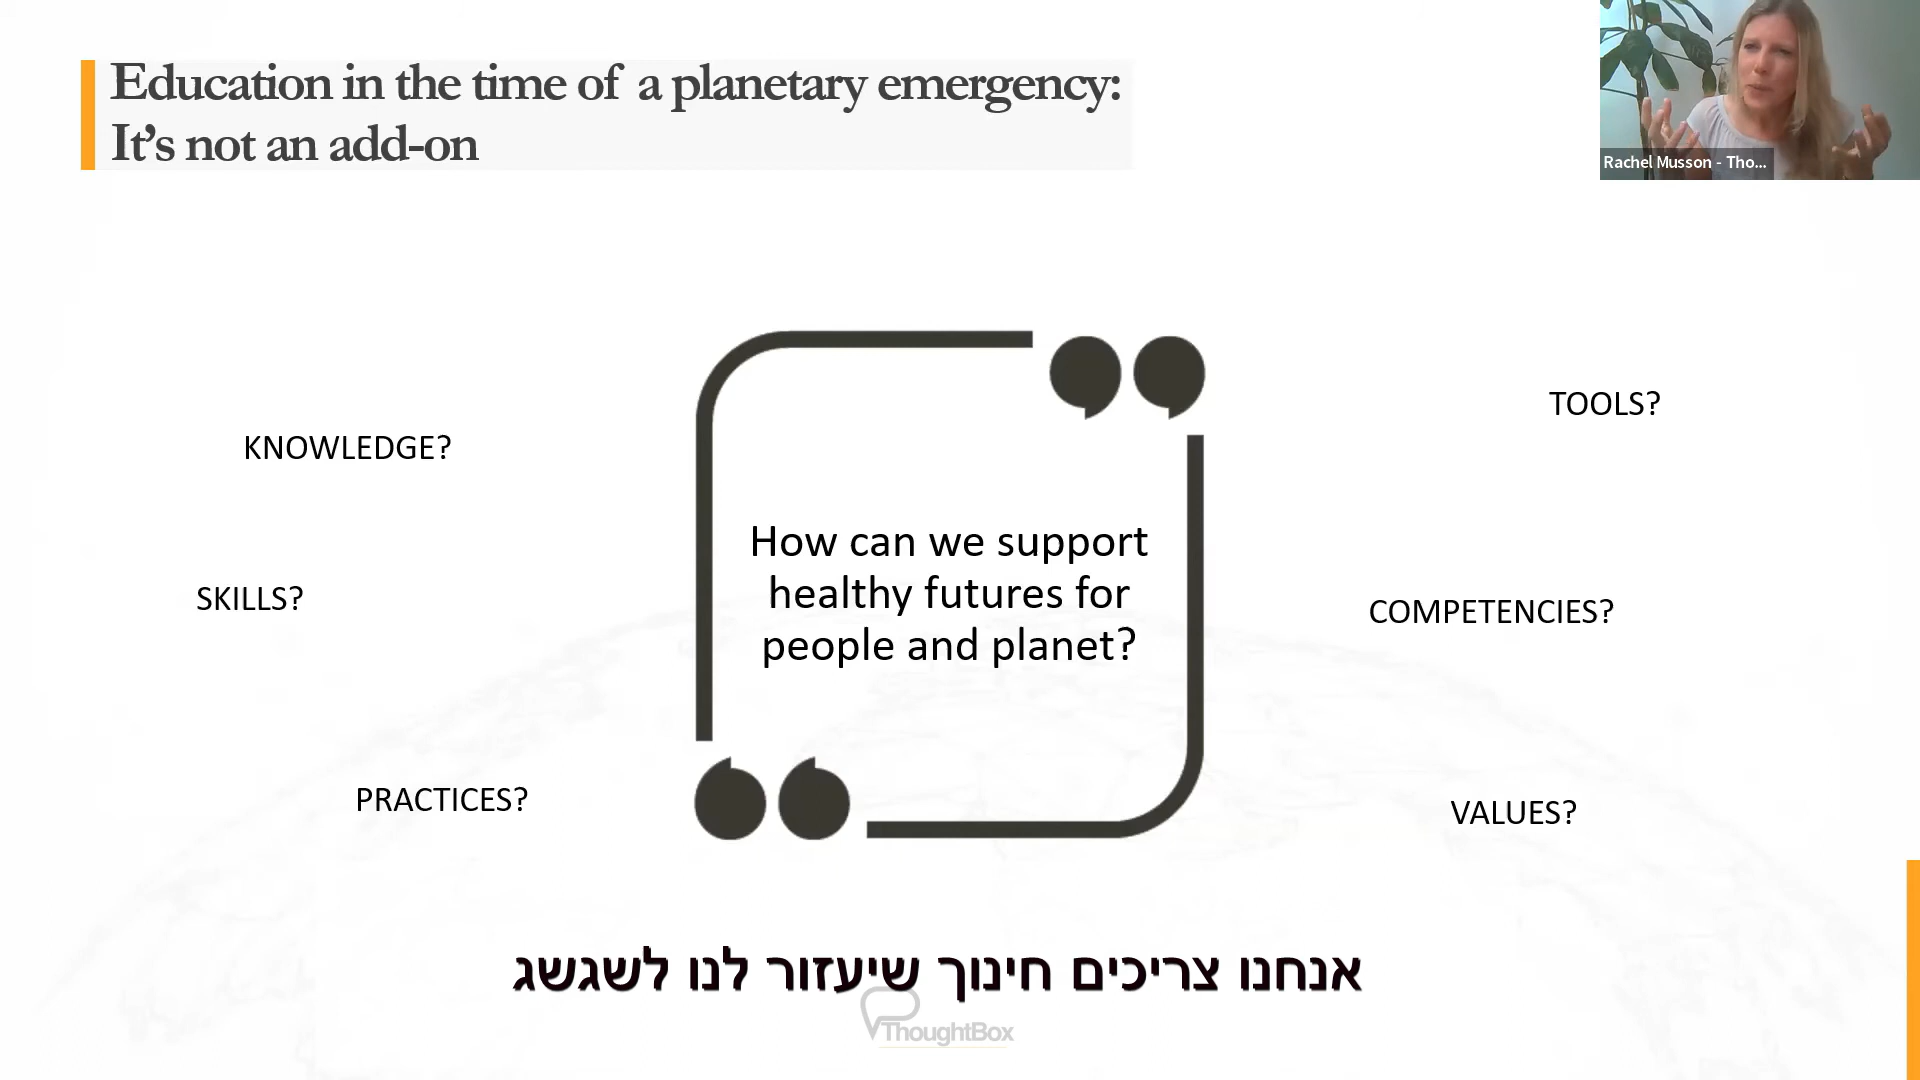 Education in the time of a planetary emergency:
It's not an add-on
Rachel Musson - Tho...
TOOLS?
KNOWLEDGE?
How can we support
healthy futures for
people and planet?
SKILLS?
COMPETENCIES?
PRACTICES?
VALUES?
אנחנו צריכים חינוך שיעזור לנו לשגשג
ThoughtBox